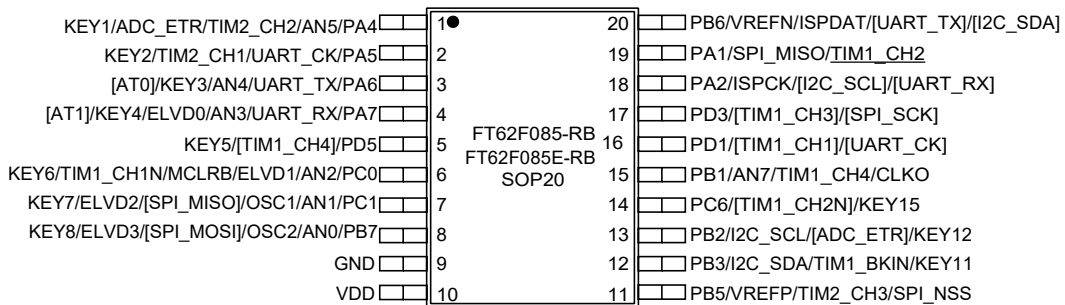 KEY1/ADC_ETR/TIM2_CH2/AN5/PA4 1 20 PB6/VREFN/ISPDAT/[UART_TX]/[I2C_SDA]
KEY2/TIM2_CH1/UART_CK/PA5 2 19 PA1/SPI_MISO/TIM1_CH2
[AT0]/KEY3/AN4/UART_TX/PA6 3 18 PA2/ISPCK/[I2C_SCL]/[UART_RX]
[AT1]/KEY4/ELVD0/AN3/UART_RX/PA7 4 17 PD3/[TIM1_CH3]/[SPI_SCK]
KEY5/[TIM1_CH4]/PD5 5 FT62F085-RB 16 PD1/[TIM1_CH1]/[UART_CK]
FT62F085E-RB
KEY6/TIM1_CH1N/MCLRB/ELVD1/AN2/PC0 6 SOP20 15 PB1/AN7/TIM1_CH4/CLKO
KEY7/ELVD2/[SPI_MISO]/OSC1/AN1/PC1 7 14 PC6/[TIM1_CH2N]/KEY15
KEY8/ELVD3/[SPI_MOSI]/OSC2/AN0/PB7 8 13 PB2/I2C_SCL/[ADC_ETR]/KEY12
GND 9 12 PB3/I2C_SDA/TIM1_BKIN/KEY11
VDD 10 11 PB5/VREFP/TIM2_CH3/SPI_NSS